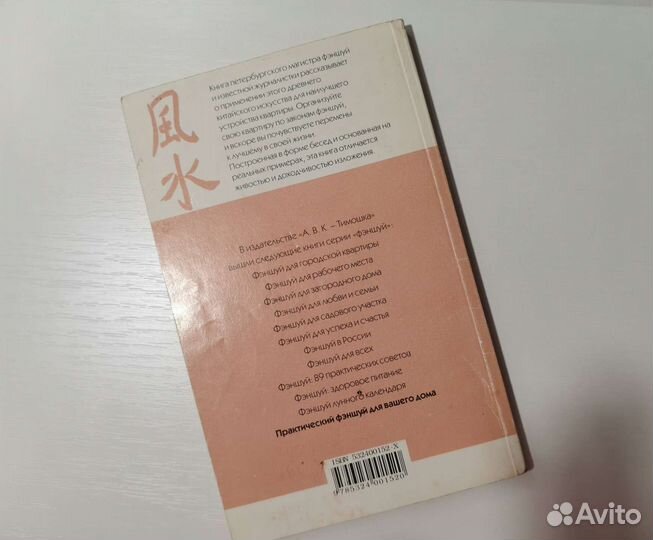 風水
Книга петербургского магистра фэншуй
и известной журналистки рассказывает
о применении этого древнего
китайского искусства для наилучшего
устройства квартиры. Организуйте
свою квартиру по законам фэншуй,
и вскоре вы почувствуете перемены
к лучшему в своей жизни.
Построенная в форме бесед и основанная на
реальных примерах, эта книга отличается
живостью и доходчивостью изложения.
В издательстве «А. В. К. – Тимошка»
вышли следующие книги серии «фэншуй»:
Фэншуй для городской квартиры
Фэншуй для рабочего места
Фэншуй для загородного дома
Фэншуй для любви и семьи
Фэншуй для садового участка
Фэншуй для успеха и счастья
Фэншуй в России
Фэншуй для всех
Фэншуй: 89 практических советов
Фэншуй: здоровое питание
Фэншуй лунного календаря
Практический фэншуй для вашего дома
ISBN 532400152-X
9785324001520
Avito